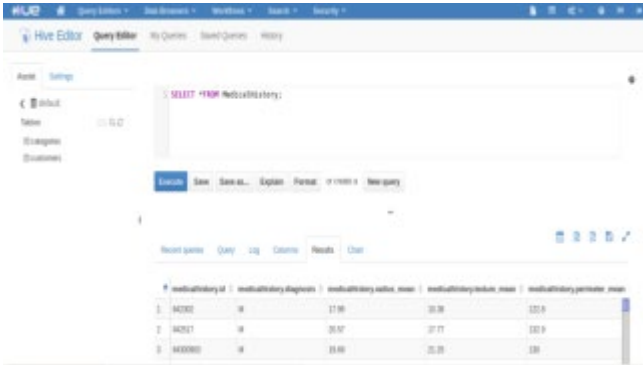 HUE Query Editors Data Browsers Workflows Search Security
Hive Editor Query Editor My Queries Saved Queries History
Assist Settings
default
Tables
categories
customers
1 SELECT *FROM MedicalHistory;
Execute Save Save as... Explain Format or create a New query
Recent queries Query Log Columns Results Chart
medicalhistory.id medicalhistory.diagnosis medicalhistory.radius_mean medicalhistory.texture_mean medicalhistory.perimeter_mean
1 842302 M 17.99 10.38 122.8
2 842517 M 20.57 17.77 132.9
3 84300903 M 19.69 21.25 130